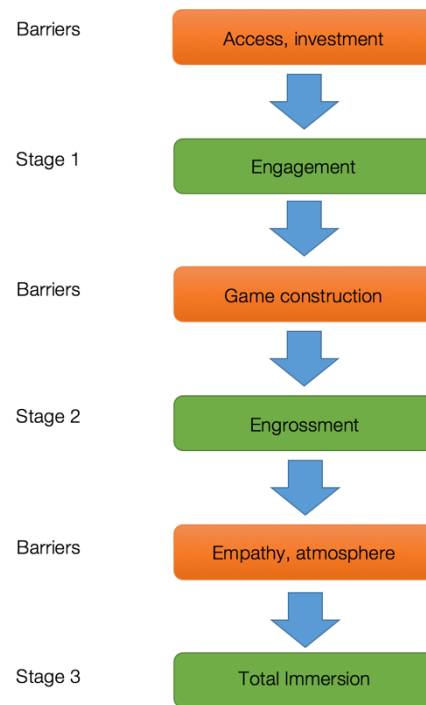 Barriers
Access, investment
Stage 1
Engagement
Barriers
Game construction
Stage 2
Engrossment
Barriers
Empathy, atmosphere
Stage 3
Total Immersion